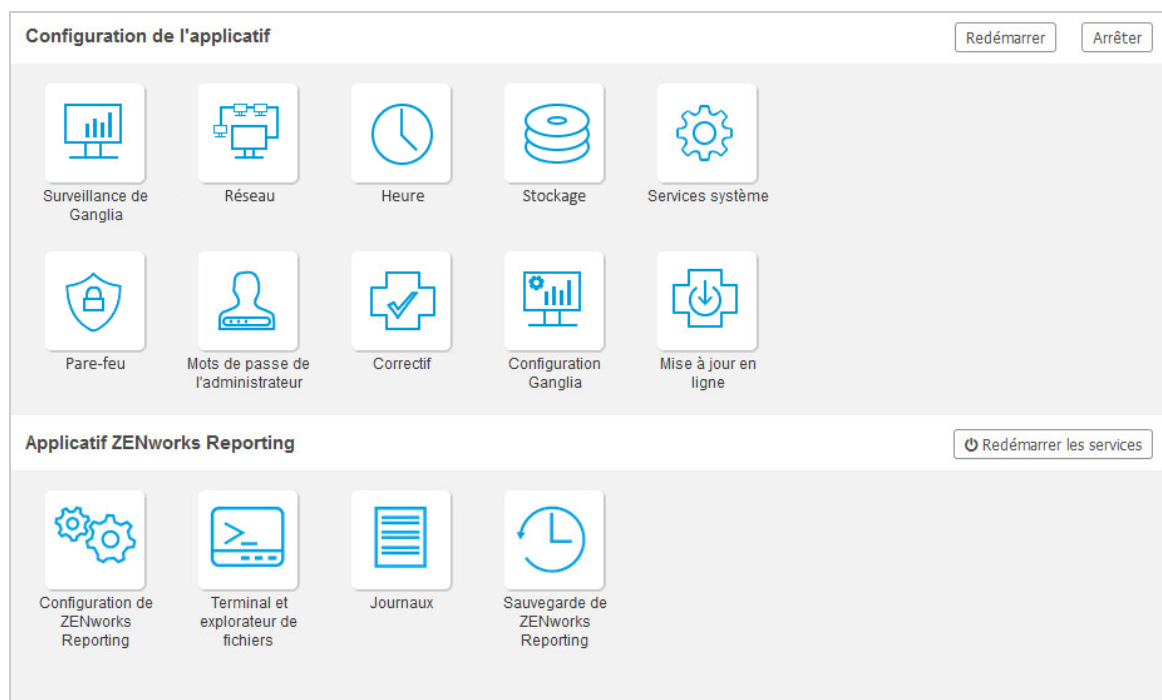 Configuration de l'applicatif
Redémarrer
Arrêter
Surveillance de
Ganglia
Réseau
Heure
Stockage
Services système
Pare-feu
Mots de passe de
l'administrateur
Correctif
Configuration
Ganglia
Mise à jour en
ligne
Applicatif ZENworks Reporting
Redémarrer les services
Configuration de
ZENworks
Reporting
Terminal et
explorateur de
fichiers
Journaux
Sauvegarde de
ZENworks
Reporting